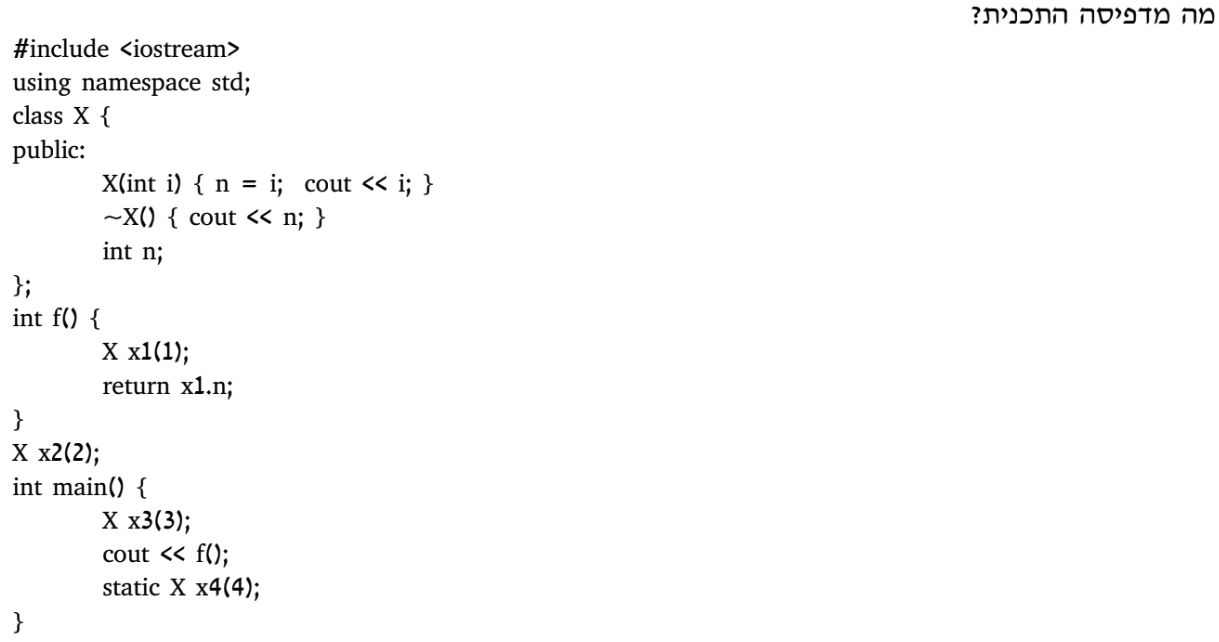 מה מדפיסה התכנית?
#include <iostream>
using namespace std;
class X {
public:
X(int i) { n = i;  cout << i; }
~X() { cout << n; }
int n;
};
int f() {
X x1(1);
return x1.n;
}
X x2(2);
int main() {
X x3(3);
cout << f();
static X x4(4);
}